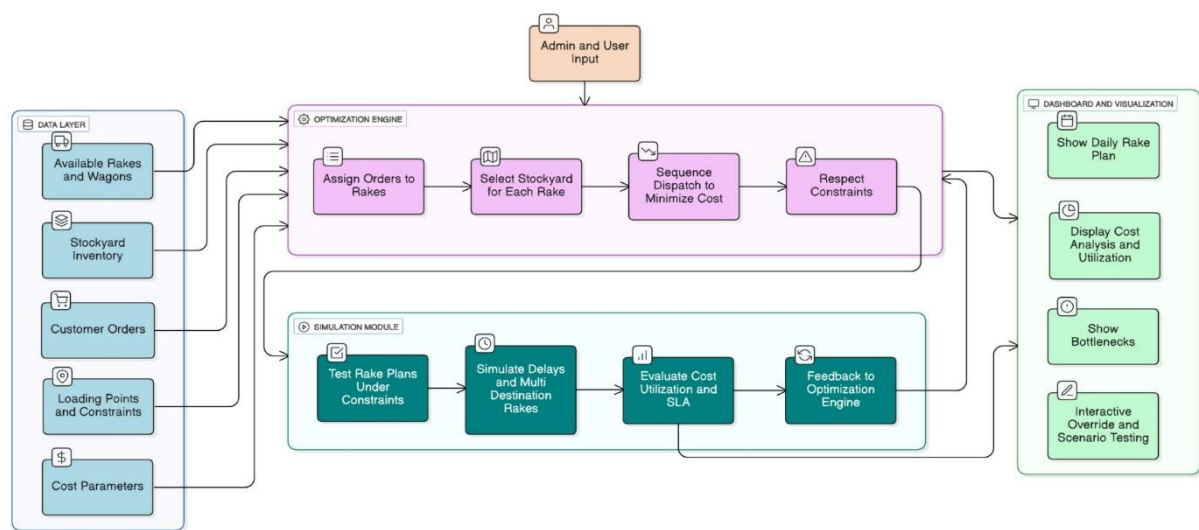 Admin and User
Input
DATA LAYER
Available Rakes
and Wagons
Stockyard
Inventory
Customer Orders
Loading Points
and Constraints
Cost Parameters
OPTIMIZATION ENGINE
Assign Orders to
Rakes
Select Stockyard
for Each Rake
Sequence
Dispatch to
Minimize Cost
Respect
Constraints
SIMULATION MODULE
Test Rake Plans
Under
Constraints
Simulate Delays
and Multi
Destination
Rakes
Evaluate Cost
Utilization and
SLA
Feedback to
Optimization
Engine
DASHBOARD AND VISUALIZATION
Show Daily Rake
Plan
Display Cost
Analysis and
Utilization
Show
Bottlenecks
Interactive
Override and
Scenario Testing